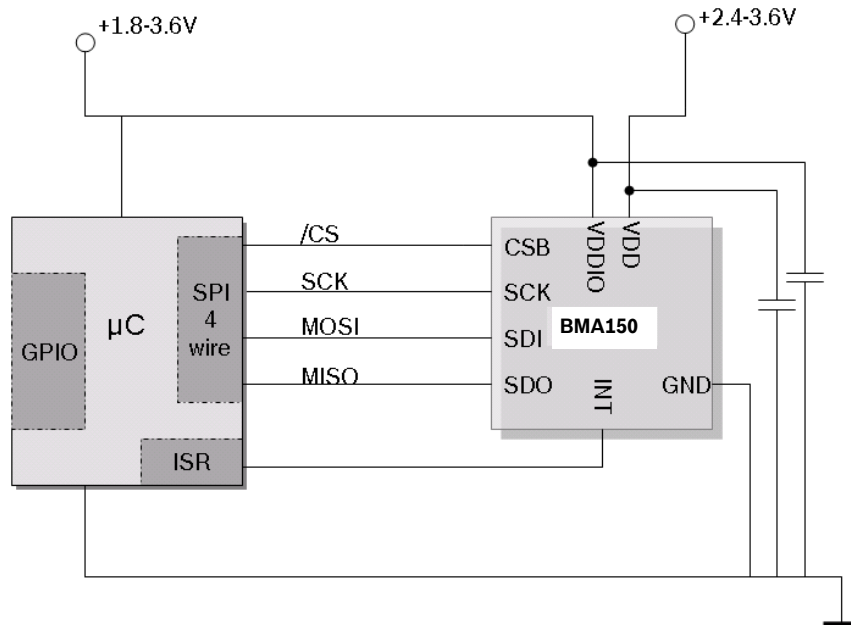 +1.8-3.6V
+2.4-3.6V
/CS
SCK
MOSI
MISO
GPIO
µC
SPI
4
wire
ISR
CSB
SCK
SDI
SDO
VDDIO
VDD
BMA150
INT
GND